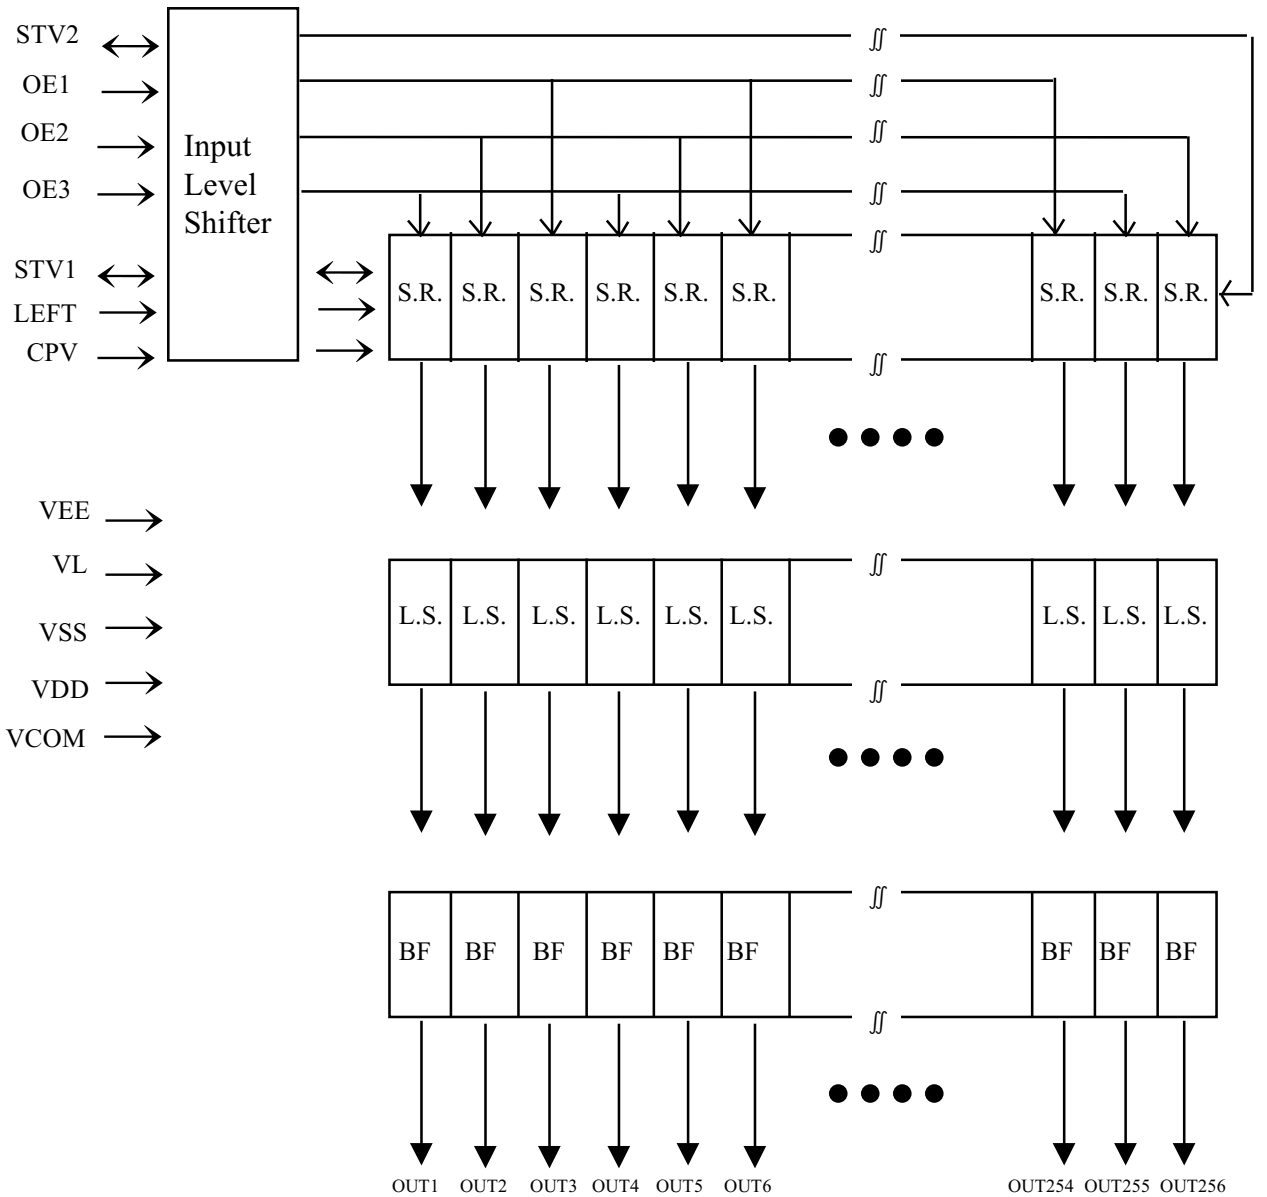 STV2
OE1
OE2
OE3
STV1
LEFT
CPV
Input
Level
Shifter
S.R. S.R. S.R. S.R. S.R. S.R. S.R. S.R. S.R.
VEE
VL
VSS
VDD
VCOM
L.S. L.S. L.S. L.S. L.S. L.S. L.S. L.S. L.S.
BF BF BF BF BF BF BF BF BF
OUT1 OUT2 OUT3 OUT4 OUT5 OUT6 OUT254 OUT255 OUT256